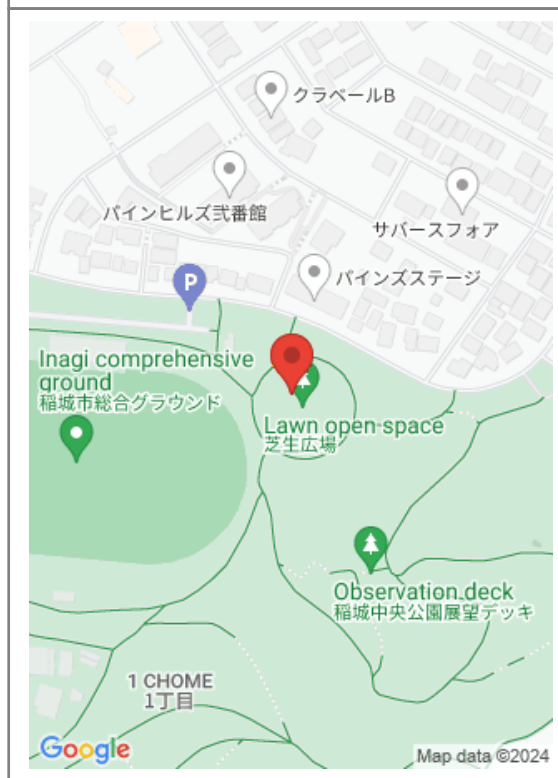 クラベールB
パインヒルズ弐番館
サバースフォア
パインズステージ
P
Inagi comprehensive
ground
稲城市総合グラウンド
Lawn open space
芝生広場
Observation deck
稲城中央公園展望デッキ
1 CHOME
1丁目
Google
Map data ©2024